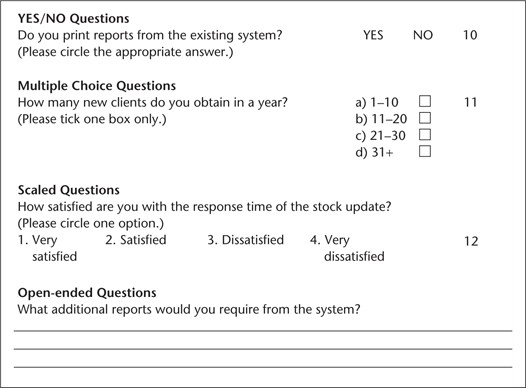 YES/NO Questions
Do you print reports from the existing system? YES NO 10
(Please circle the appropriate answer.)
Multiple Choice Questions
How many new clients do you obtain in a year? a) 1–10 11
(Please tick one box only.) b) 11–20
c) 21–30
d) 31+
Scaled Questions
How satisfied are you with the response time of the stock update?
(Please circle one option.)
1. Very 2. Satisfied 3. Dissatisfied 4. Very 12
satisfied dissatisfied
Open-ended Questions
What additional reports would you require from the system?